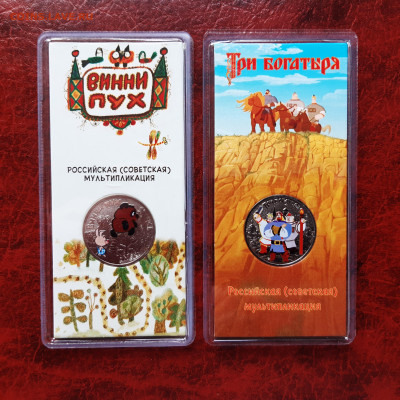 ВИННИ
ПУХ
РОССИЙСКАЯ (СОВЕТСКАЯ)
МУЛЬТИПЛИКАЦИЯ
Три богатыря
Российская (советская)
мультипликация